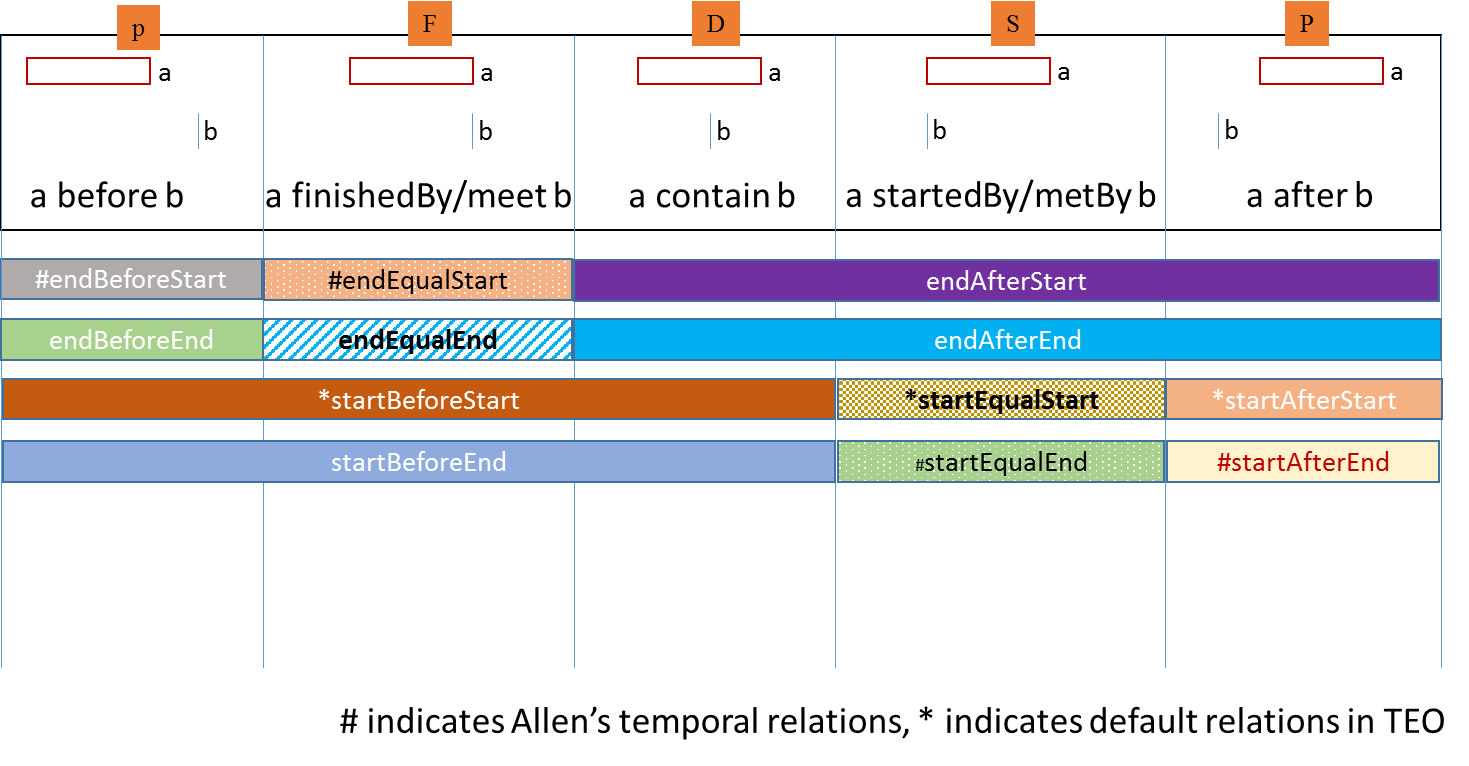 p F D S P
a a a a a
b b b b b
a before b a finishedBy/meet b a contain b a startedBy/metBy b a after b
#endBeforeStart #endEqualStart endAfterStart
endBeforeEnd endEqualEnd endAfterEnd
*startBeforeStart *startEqualStart *startAfterStart
startBeforeEnd #startEqualEnd #startAfterEnd
# indicates Allen’s temporal relations, * indicates default relations in TEO